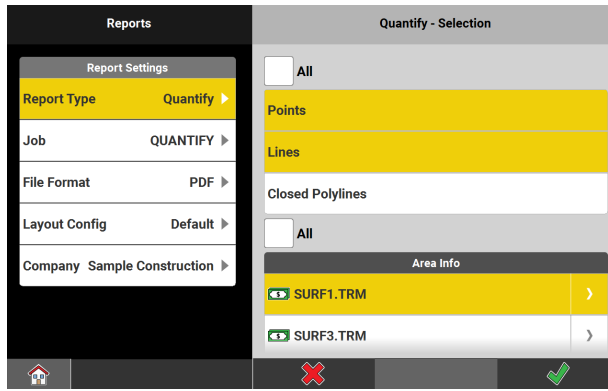 Reports
Report Settings
Report Type Quantify
Job QUANTIFY
File Format PDF
Layout Config Default
Company Sample Construction
Quantify - Selection
All
Points
Lines
Closed Polylines
All
Area Info
$ SURF1.TRM
$ SURF3.TRM